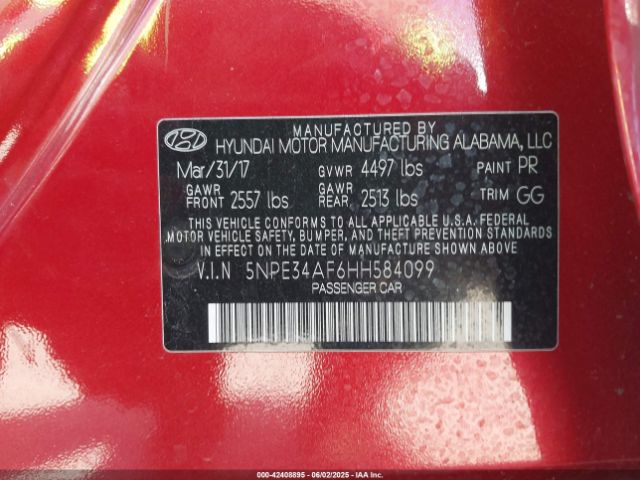 MANUFACTURED BY
HYUNDAI MOTOR MANUFACTURING ALABAMA, LLC
Mar/31/17 GVWR 4497 lbs PAINT PR
GAWR FRONT 2557 lbs GAWR REAR. 2513 lbs TRIM GG
THIS VEHICLE CONFORMS TO ALL APPLICABLE U.S.A. FEDERAL
MOTOR VEHICLE SAFETY, BUMPER, AND THEFT PREVENTION STANDARDS
IN EFFECT ON THE DATE OF MANUFACTURE SHOWN ABOVE.
V.I.N 5NPE34AF6HH584099
PASSENGER CAR
000-42408895 - 06/02/2025 - IAA Inc.